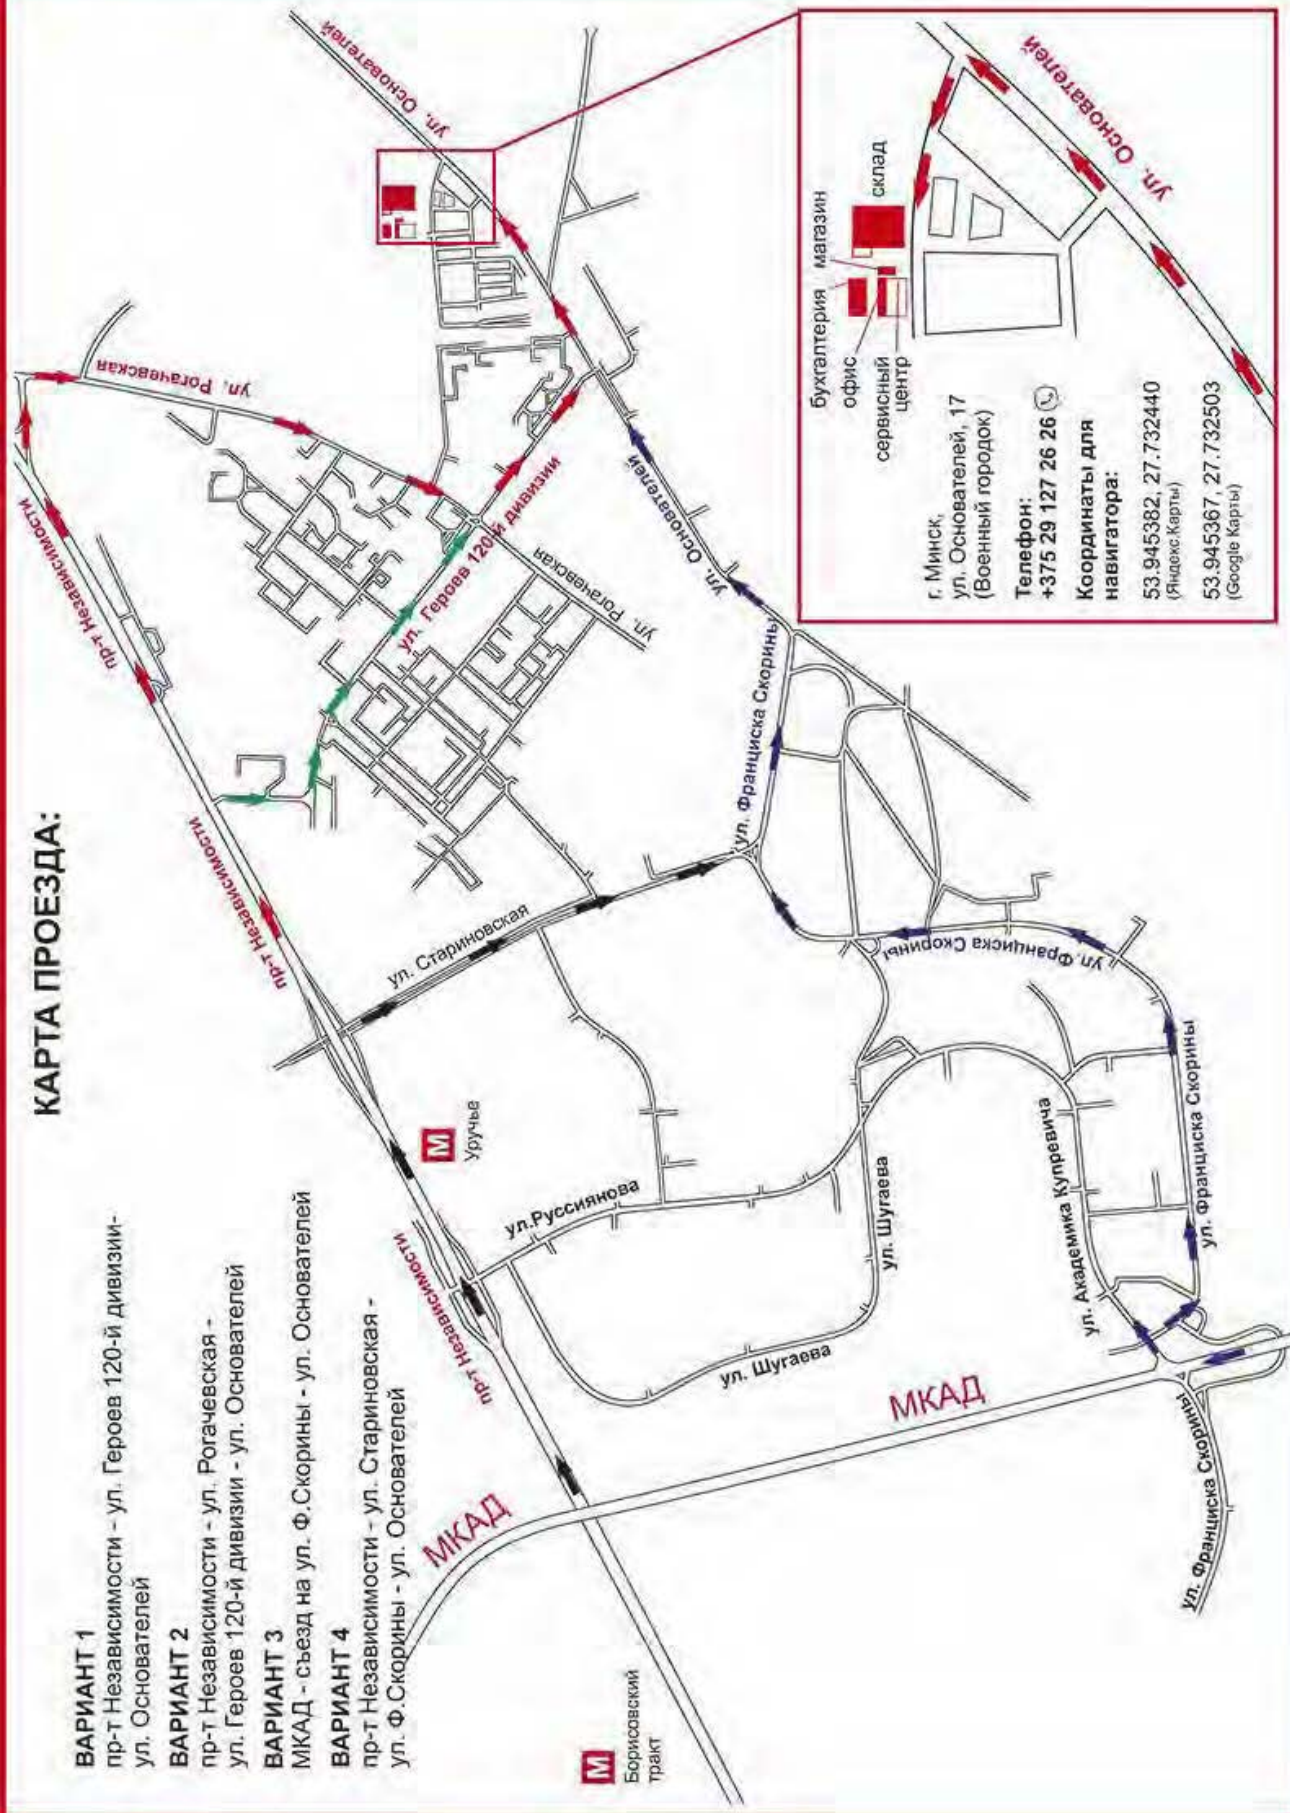 КАРТА ПРОЕЗДА:
ВАРИАНТ 1
пр-т Независимости - ул. Героев 120-й дивизии-
ул. Основателей
ВАРИАНТ 2
пр-т Независимости - ул. Рогачевская -
ул. Героев 120-й дивизии - ул. Основателей
ВАРИАНТ 3
МКАД - съезд на ул. Ф.Скорины - ул. Основателей
ВАРИАНТ 4
пр-т Независимости - ул. Стариновская -
ул. Ф.Скорины - ул. Основателей
М
Борисовский
тракт
МКАД
пр-т Независимости
М
Уручье
пр-т Независимости
пр-т Независимости
ул. Рогачевская
ул. Основателей
ул. Стариновская
ул. Героев 120-й дивизии
ул. Рогачевская
ул.Руссиянова
ул. Шугаева
ул. Шугаева
МКАД
ул. Основателей
ул. Основателей
ул. Франциска Скорины
ул. Франциска Скорины
ул. Академика Купревича
ул. Франциска Скорины
ул. Франциска Скорины
бухгалтерия
магазин
офис
склад
сервисный
центр
ул. Основателей
ул. Основателей
г. Минск,
ул. Основателей, 17
(Военный городок)
Телефон:
+375 29 127 26 26
Координаты для
навигатора:
53.945382, 27.732440
(Яндекс.Карты)
53.945367, 27.732503
(Google Карты)